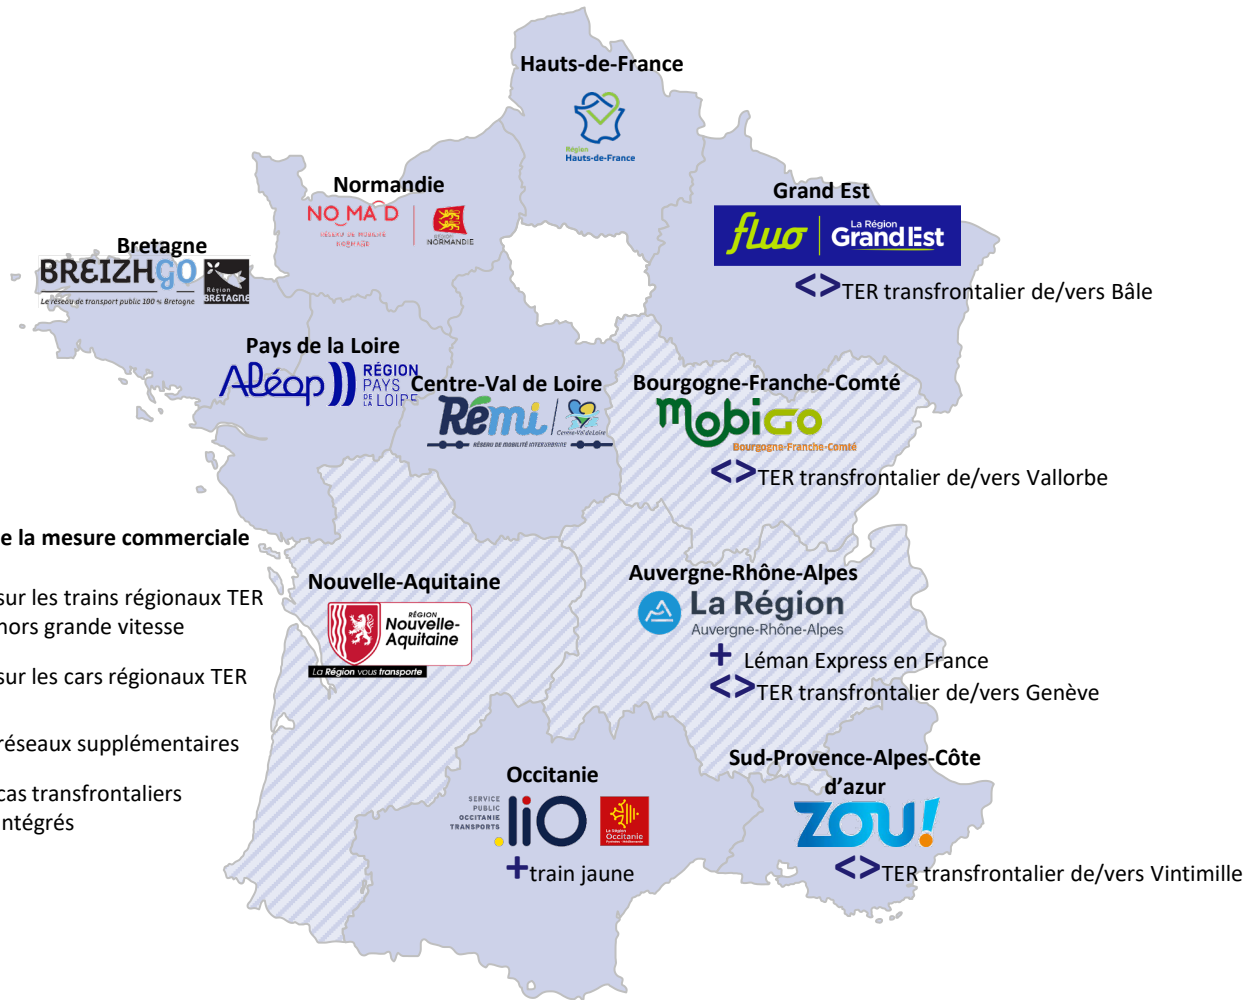 Hauts-de-France
Région
Hauts-de-France
Normandie
NOMAD
RÉSEAU DE MOBILITÉ
NORMAND
RÉGION
NORMANDIE
Grand Est
fluo
La Région
Grand Est
<>TER transfrontalier de/vers Bâle
Bretagne
BREIZHGO
Le réseau de transport public 100 % Bretagne
Région
BRETAGNE
Pays de la Loire
Aléop
RÉGION
PAYS
DE LA LOIRE
Centre-Val de Loire
Rémi
Centre-Val de Loire
RÉSEAU DE MOBILITÉ INTERURBAINE
Bourgogne-Franche-Comté
mobiGo
Bourgogne-Franche-Comté
<>TER transfrontalier de/vers Vallorbe
e la mesure commerciale
sur les trains régionaux TER
hors grande vitesse
sur les cars régionaux TER
réseaux supplémentaires
cas transfrontaliers
intégrés
Nouvelle-Aquitaine
RÉGION
Nouvelle-
Aquitaine
La Région vous transporte
Auvergne-Rhône-Alpes
La Région
Auvergne-Rhône-Alpes
+ Léman Express en France
<>TER transfrontalier de/vers Genève
Occitanie
SERVICE
PUBLIC
OCCITANIE
TRANSPORTS
liO
La Région
Occitanie
Pyrénées - Méditerranée
+train jaune
Sud-Provence-Alpes-Côte
d'azur
ZOU!
<>TER transfrontalier de/vers Vintimille